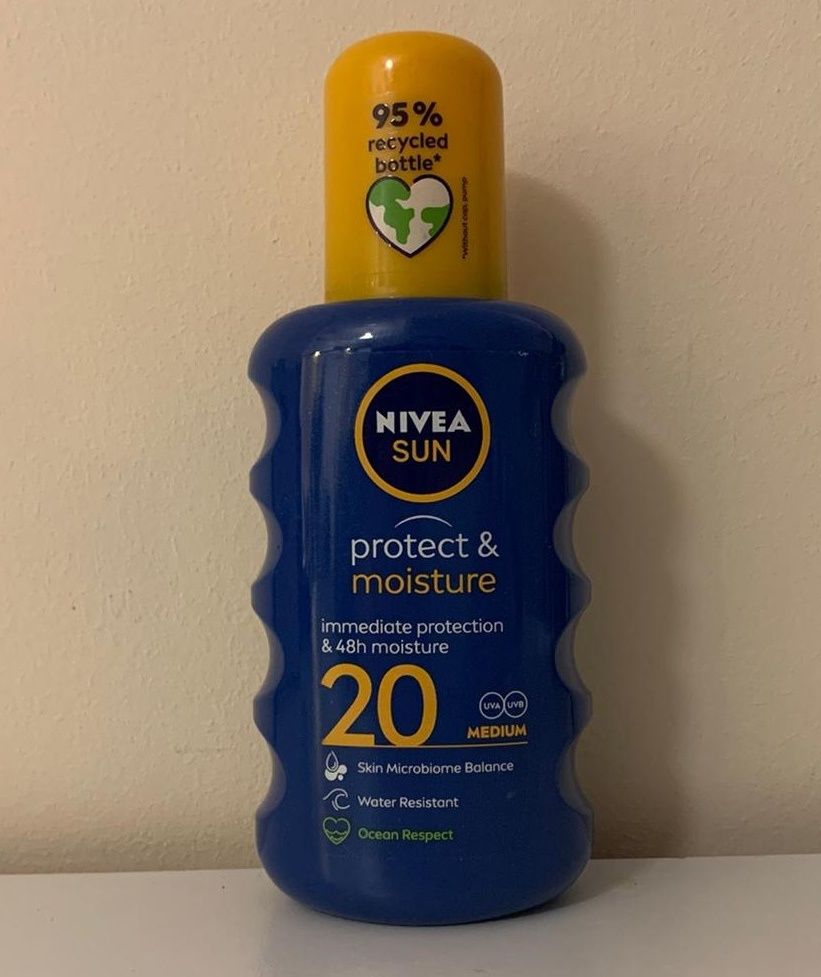 95%
recycled
bottle*
*Without cap, pump
NIVEA
SUN
protect &
moisture
immediate protection
& 48h moisture
20
UVA UVB
MEDIUM
Skin Microbiome Balance
Water Resistant
Ocean Respect